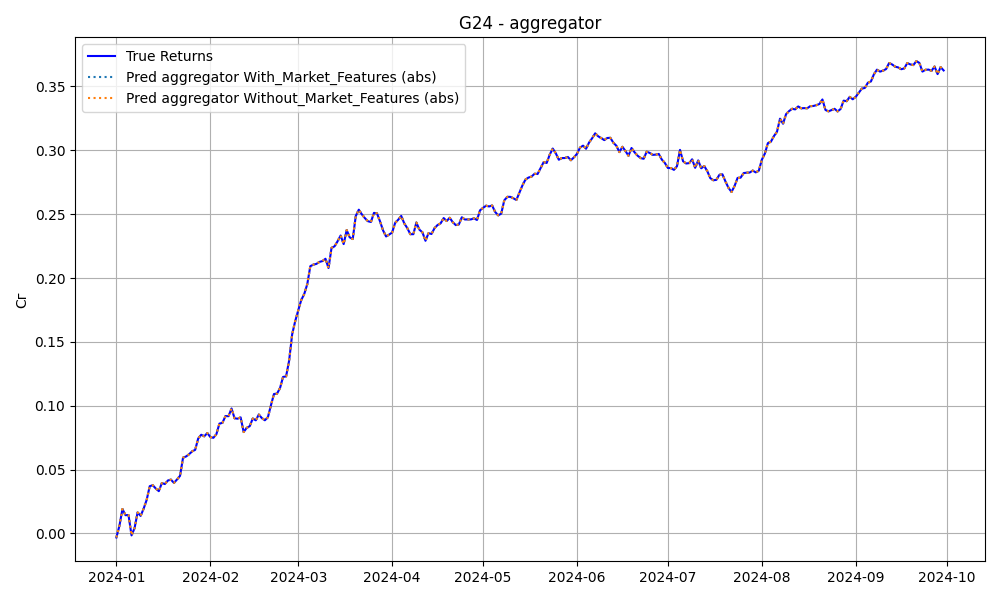 G24 - aggregator
True Returns
Pred aggregator With_Market_Features (abs)
Pred aggregator Without_Market_Features (abs)
Cr
0.35
0.30
0.25
0.20
0.15
0.10
0.05
0.00
2024-01 2024-02 2024-03 2024-04 2024-05 2024-06 2024-07 2024-08 2024-09 2024-10